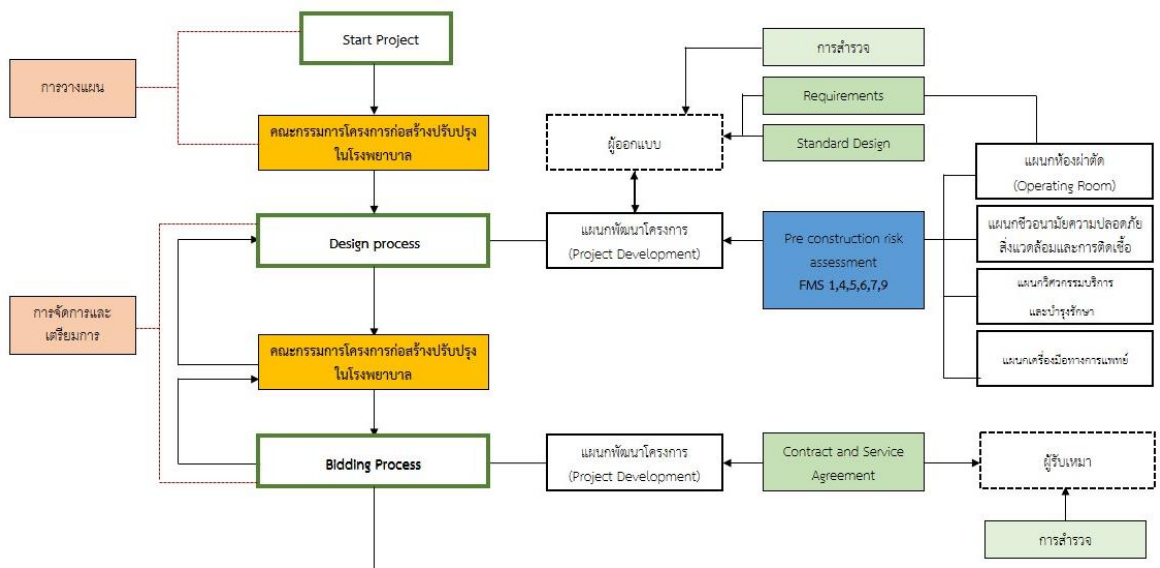 Start Project
การสำรวจ
การวางแผน
Requirements
คณะกรรมการโครงการก่อสร้างปรับปรุง
ในโรงพยาบาล
ผู้ออกแบบ
Standard Design
แผนกห้องผ่าตัด
(Operating Room)
Design process
แผนกพัฒนาโครงการ
(Project Development)
Pre construction risk
assessment
FMS 1,4,5,6,7,9
แผนกชีวอนามัยความปลอดภัย
สิ่งแวดล้อมและการติดเชื้อ
แผนกวิศวกรรมบริการ
และบำรุงรักษา
การจัดการและ
เตรียมการ
คณะกรรมการโครงการก่อสร้างปรับปรุง
ในโรงพยาบาล
แผนกเครื่องมือทางการแพทย์
Bidding Process
แผนกพัฒนาโครงการ
(Project Development)
Contract and Service
Agreement
ผู้รับเหมา
การสำรวจ